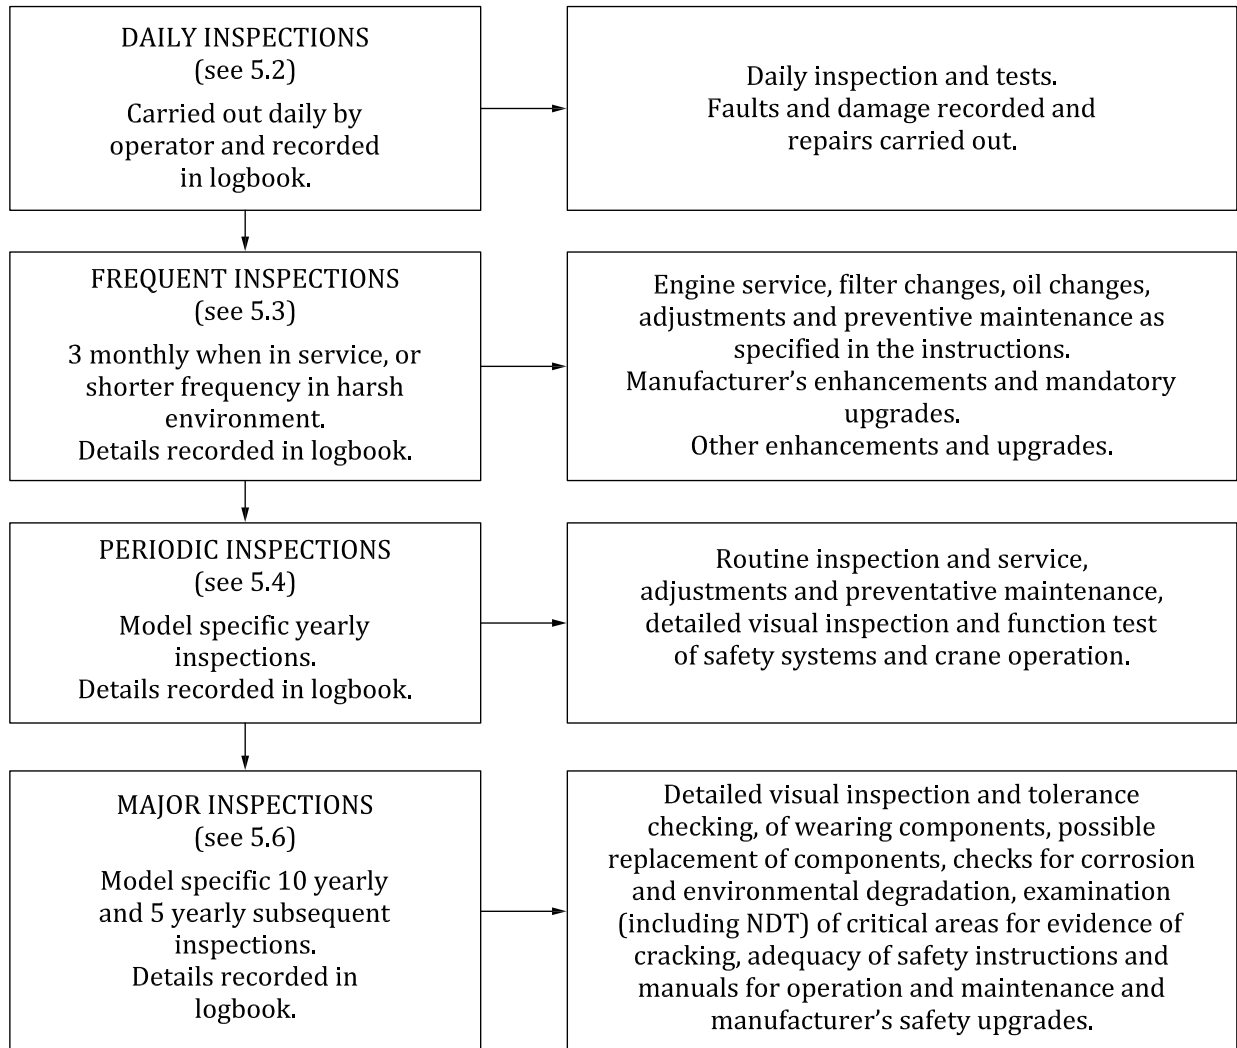 DAILY INSPECTIONS
(see 5.2)
Carried out daily by
operator and recorded
in logbook.
Daily inspection and tests.
Faults and damage recorded and
repairs carried out.
FREQUENT INSPECTIONS
(see 5.3)
3 monthly when in service, or
shorter frequency in harsh
environment.
Details recorded in logbook.
Engine service, filter changes, oil changes,
adjustments and preventive maintenance as
specified in the instructions.
Manufacturer’s enhancements and mandatory
upgrades.
Other enhancements and upgrades.
PERIODIC INSPECTIONS
(see 5.4)
Model specific yearly
inspections.
Details recorded in logbook.
Routine inspection and service,
adjustments and preventative maintenance,
detailed visual inspection and function test
of safety systems and crane operation.
MAJOR INSPECTIONS
(see 5.6)
Model specific 10 yearly
and 5 yearly subsequent
inspections.
Details recorded in
logbook.
Detailed visual inspection and tolerance
checking, of wearing components, possible
replacement of components, checks for corrosion
and environmental degradation, examination
(including NDT) of critical areas for evidence of
cracking, adequacy of safety instructions and
manuals for operation and maintenance and
manufacturer’s safety upgrades.